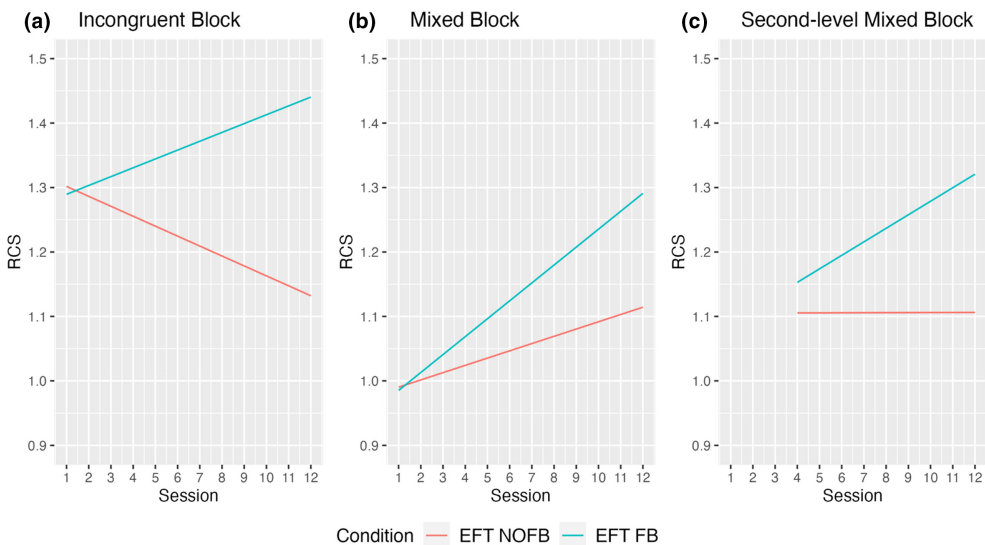 (a) Incongruent Block
1.5
1.4
1.3
1.2
1.1
1.0
0.9
RCS
1 2 3 4 5 6 7 8 9 10 11 12
Session
(b) Mixed Block
1.5
1.4
1.3
1.2
1.1
1.0
0.9
RCS
1 2 3 4 5 6 7 8 9 10 11 12
Session
(c) Second-level Mixed Block
1.5
1.4
1.3
1.2
1.1
1.0
0.9
RCS
1 2 3 4 5 6 7 8 9 10 11 12
Session
Condition EFT NOFB EFT FB